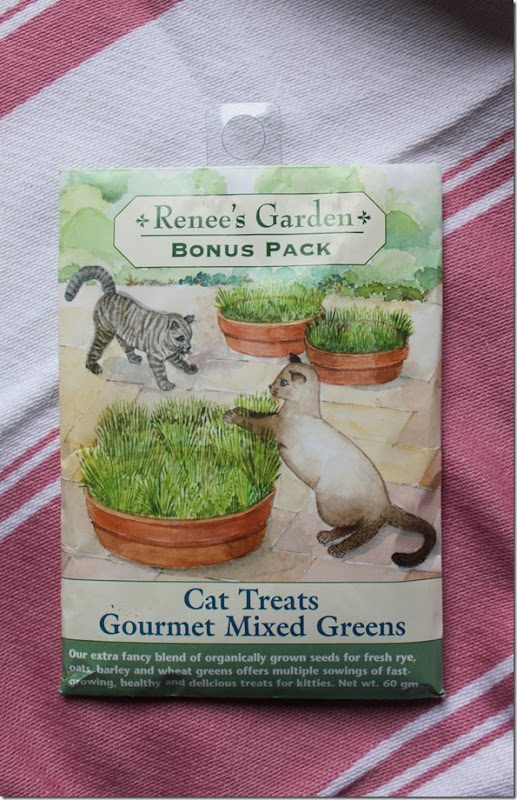 Renee's Garden
BONUS PACK
Cat Treats
Gourmet Mixed Greens
Our extra fancy blend of organically grown seeds for fresh rye,
oats, barley and wheat greens offers multiple sowings of fast-
growing, healthy and delicious treats for kitties. Net wt. 60 gm